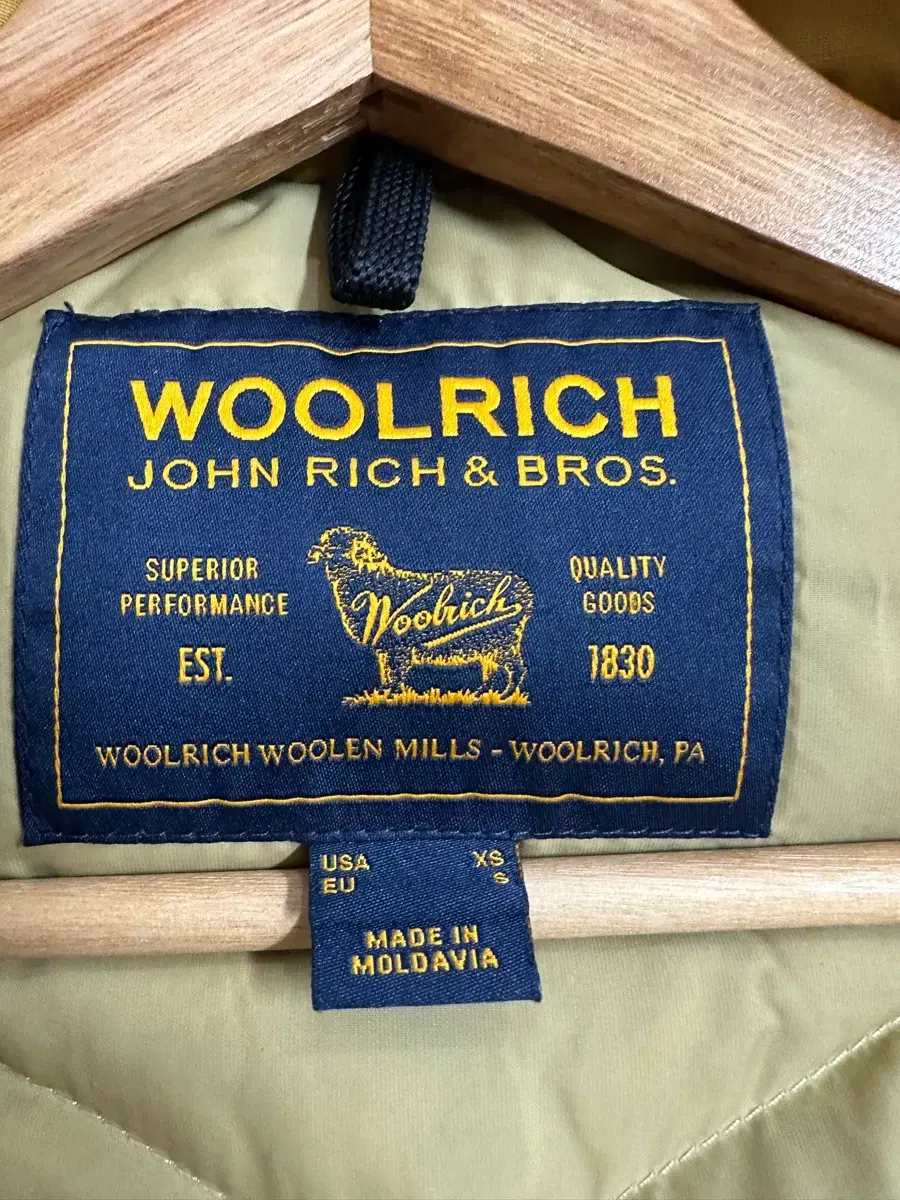 WOOLRICH
JOHN RICH & BROS.
SUPERIOR
PERFORMANCE
EST.
Woolrich
QUALITY
GOODS
1830
WOOLRICH WOOLEN MILLS - WOOLRICH, PA
USA XS
EU S
MADE IN
MOLDAVIA